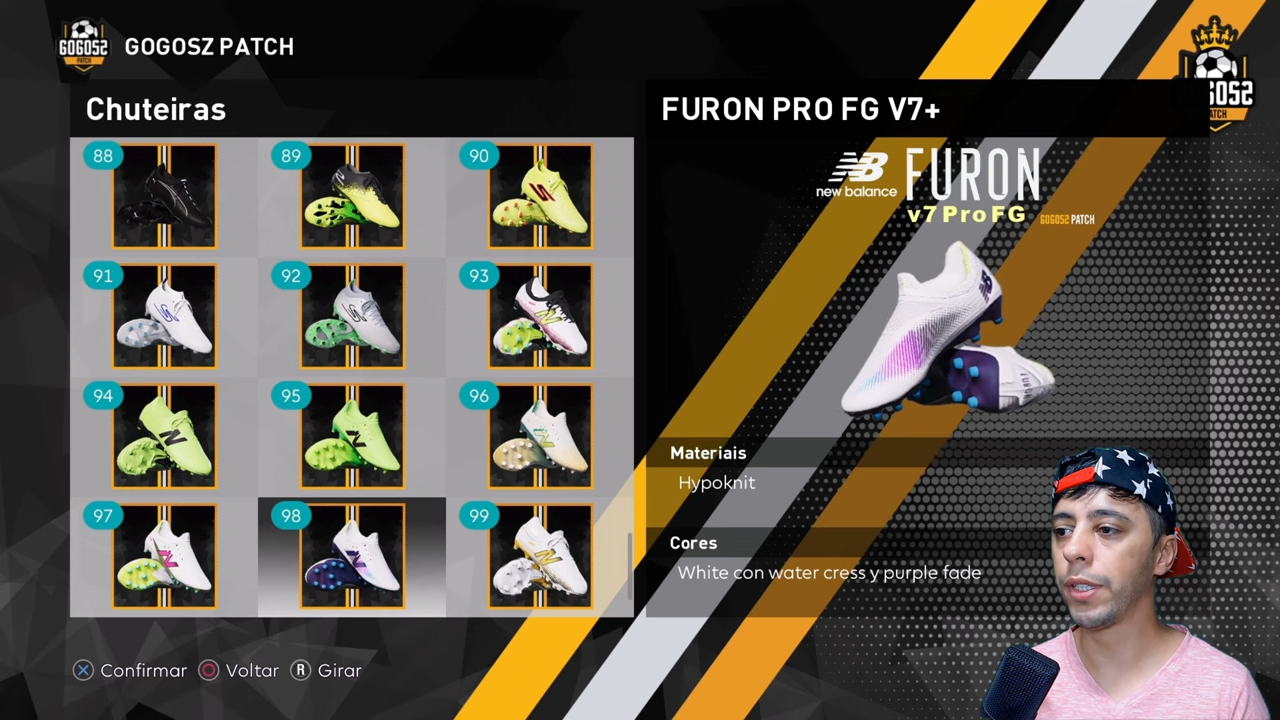 GOGOSZ
PATCH
GOGOSZ PATCH
Chuteiras
FURON PRO FG V7+
new balance
FURON
v7 Pro FG
GOGOSZ PATCH
88
89
90
91
92
93
94
95
96
97
98
99
Materiais
Hypoknit
Cores
White con water cress y purple fade
Confirmar
Voltar
R Girar